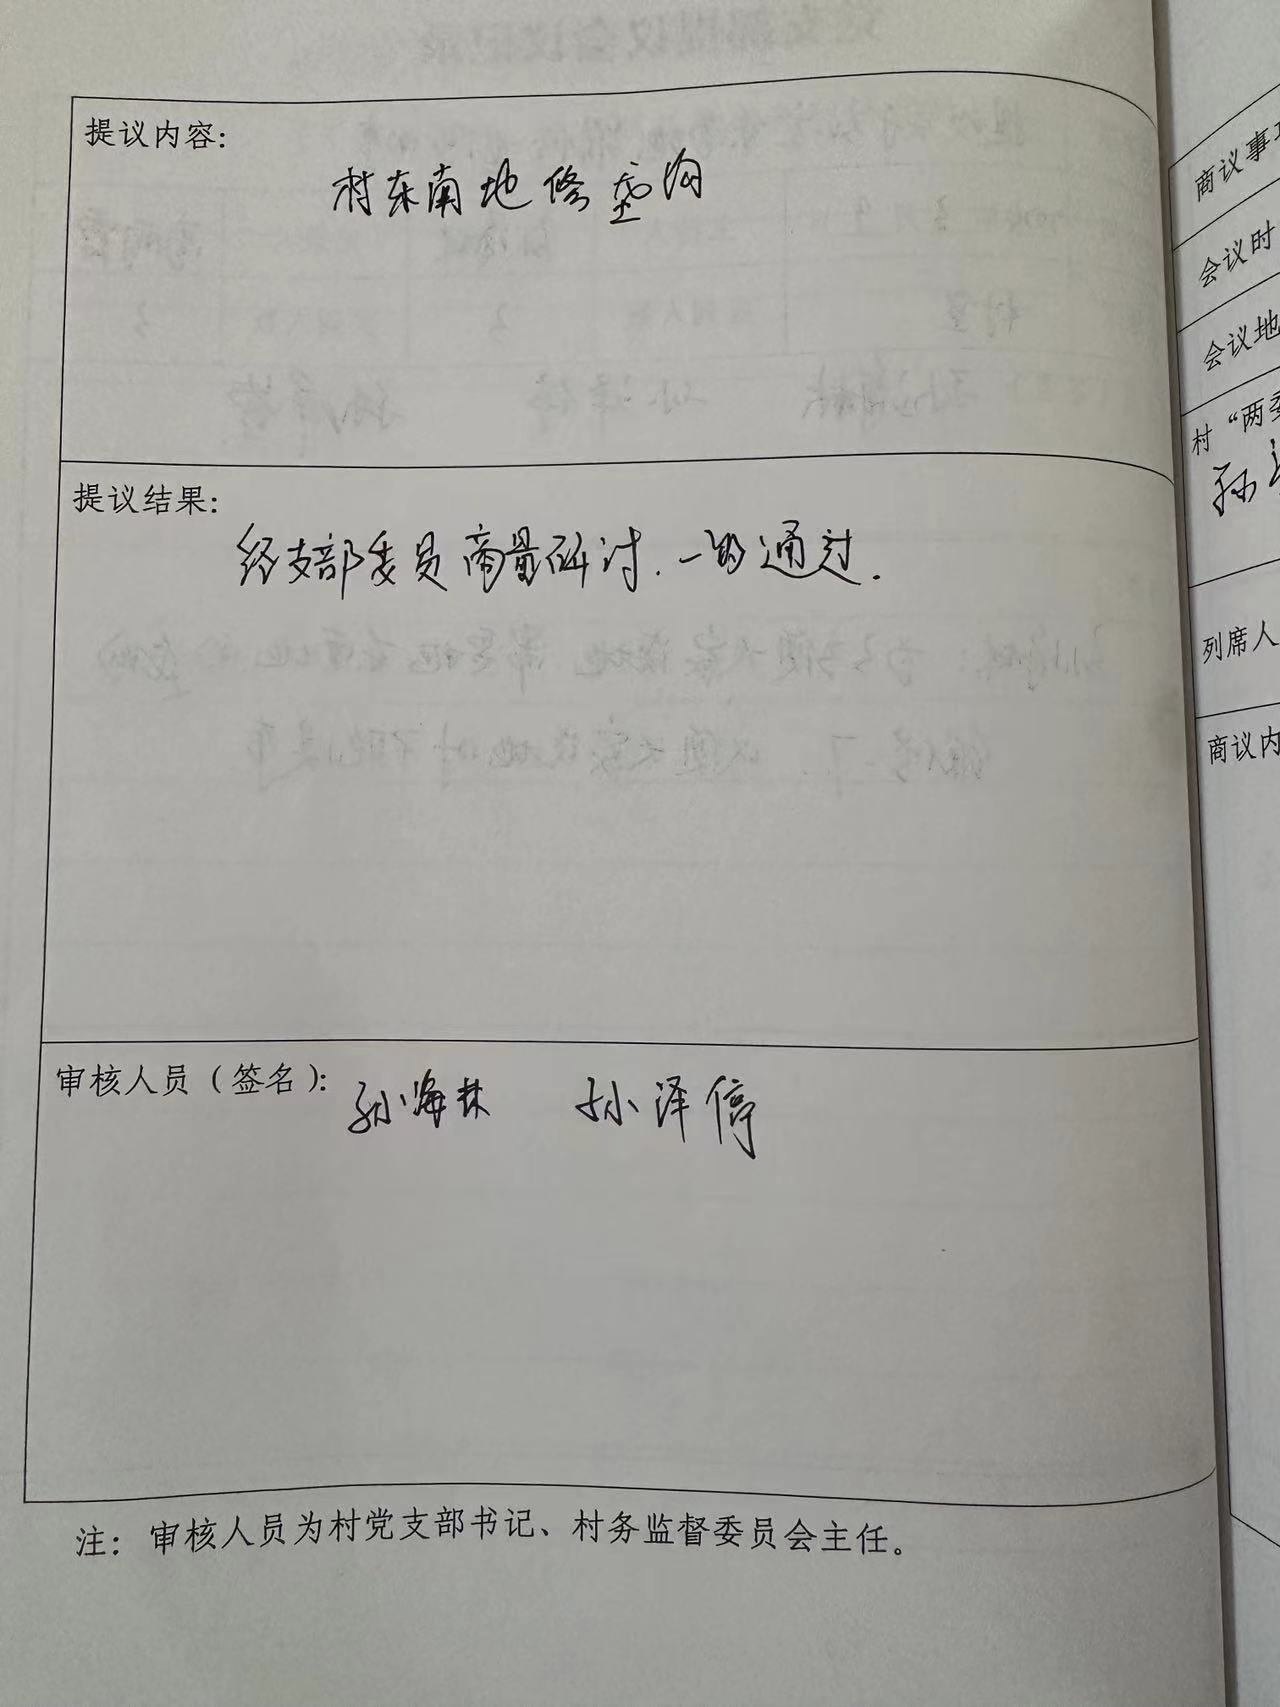 提议内容:
村东南地修垄沟
提议结果:
经支部委员商量研讨.一致通过.
审核人员(签名): 孙海林 孙泽停
注: 审核人员为村党支部书记、村务监督委员会主任。
商议事
会议时
会议地
村“两委
孙
列席人
商议内